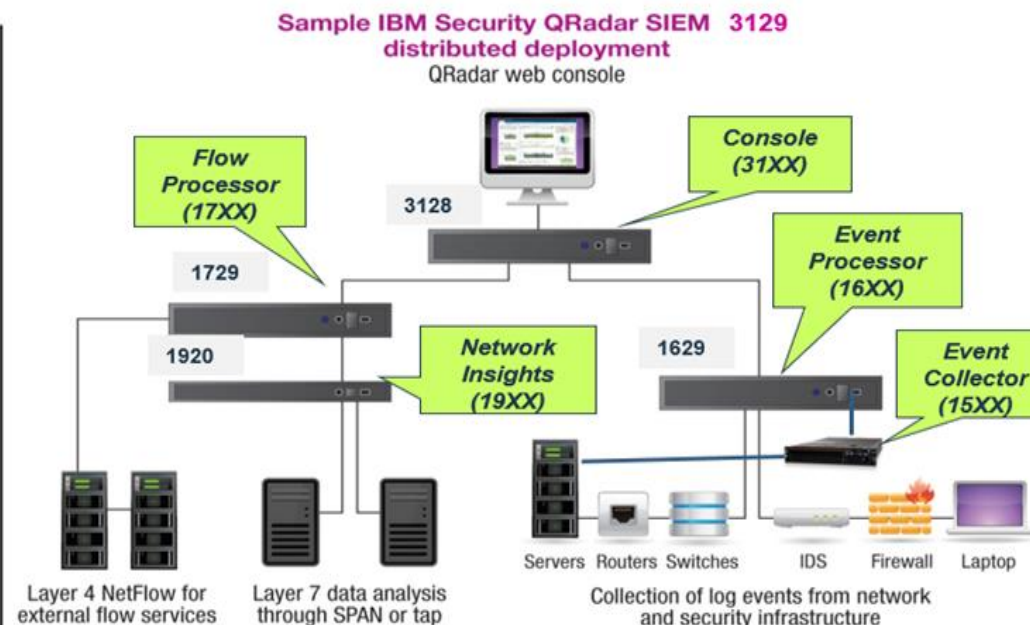 Sample IBM Security QRadar SIEM 3129
distributed deployment
QRadar web console
Flow
Processor
(17XX)
Console
(31XX)
3128
Event
Processor
(16XX)
1729
1920
Network
Insights
(19XX)
1629
Event
Collector
(15XX)
Servers Routers Switches IDS Firewall Laptop
Layer 4 NetFlow for
external flow services
Layer 7 data analysis
through SPAN or tap
Collection of log events from network
and security infrastructure